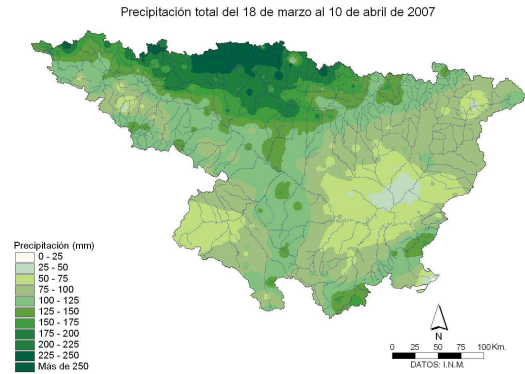 Precipitación total del 18 de marzo al 10 de abril de 2007
Precipitación (mm)
0 - 25
25 - 50
50 - 75
75 - 100
100 - 125
125 - 150
150 - 175
175 - 200
200 - 225
225 - 250
Más de 250
N
0 25 50 75 100 Km.
DATOS: I.N.M.